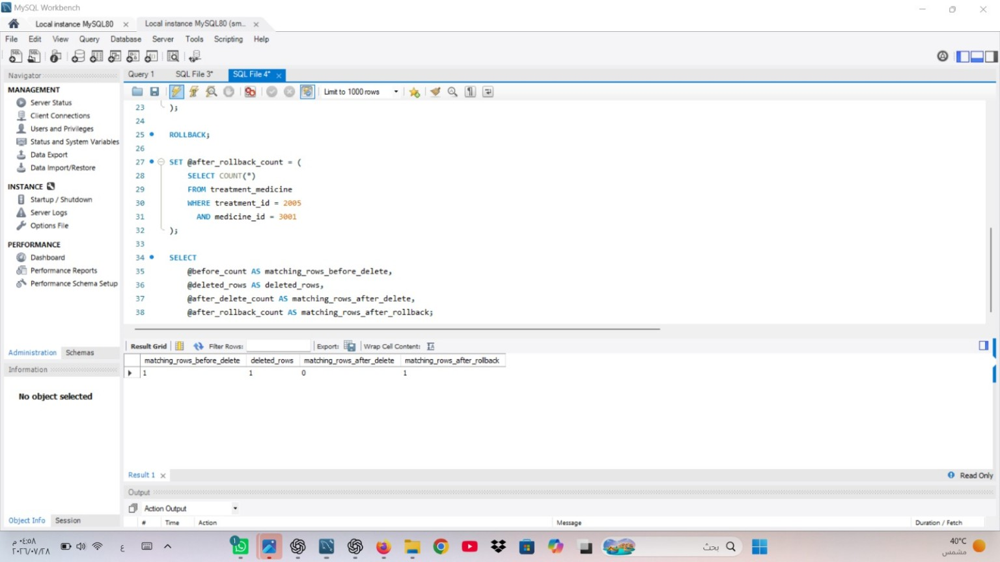 MySQL Workbench
Local instance MySQL80
Local instance MySQL80 (sm...
File Edit View Query Database Server Tools Scripting Help
Navigator
Query 1 SQL File 3* SQL File 4*
MANAGEMENT
Server Status
Client Connections
Users and Privileges
Status and System Variables
Data Export
Data Import/Restore
INSTANCE
Startup / Shutdown
Server Logs
Options File
PERFORMANCE
Dashboard
Performance Reports
Performance Schema Setup
Administration Schemas
Information
No object selected
Object Info Session
Limit to 1000 rows
23 );
24
25 ROLLBACK;
26
27 SET @after_rollback_count = (
28 SELECT COUNT(*)
29 FROM treatment_medicine
30 WHERE treatment_id = 2005
31 AND medicine_id = 3001
32 );
33
34 SELECT
35 @before_count AS matching_rows_before_delete,
36 @deleted_rows AS deleted_rows,
37 @after_delete_count AS matching_rows_after_delete,
38 @after_rollback_count AS matching_rows_after_rollback;
Result Grid Filter Rows: Export: Wrap Cell Content:
matching_rows_before_delete deleted_rows matching_rows_after_delete matching_rows_after_rollback
1 1 0 1
Result 1 Read Only
Output
Action Output
# Time Action Message Duration / Fetch
٠٤:٥٨ م
٢٠٢٦/٠٧/٢٨
ع
1
بحث
40°C
مشمس